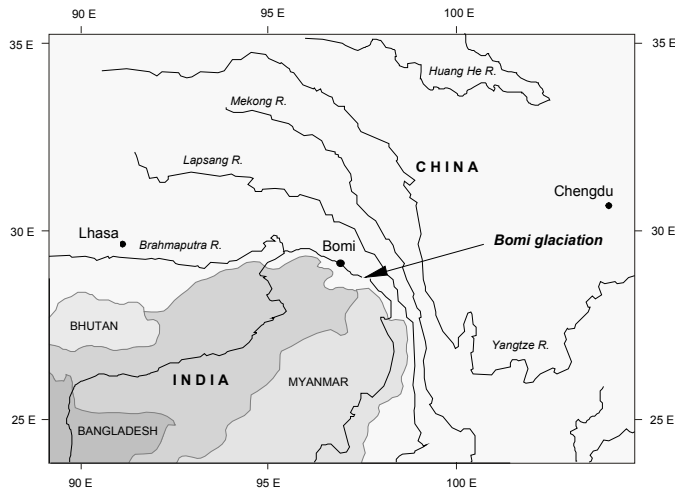 90 E 95 E 100 E
35 E 35 E
Huang He R.
Mekong R.
CHINA
Lapsang R.
Chengdu
Lhasa
30 E 30 E
Brahmaputra R.
Bomi
Bomi glaciation
BHUTAN
Yangtze R.
INDIA
MYANMAR
25 E 25 E
BANGLADESH
90 E 95 E 100 E